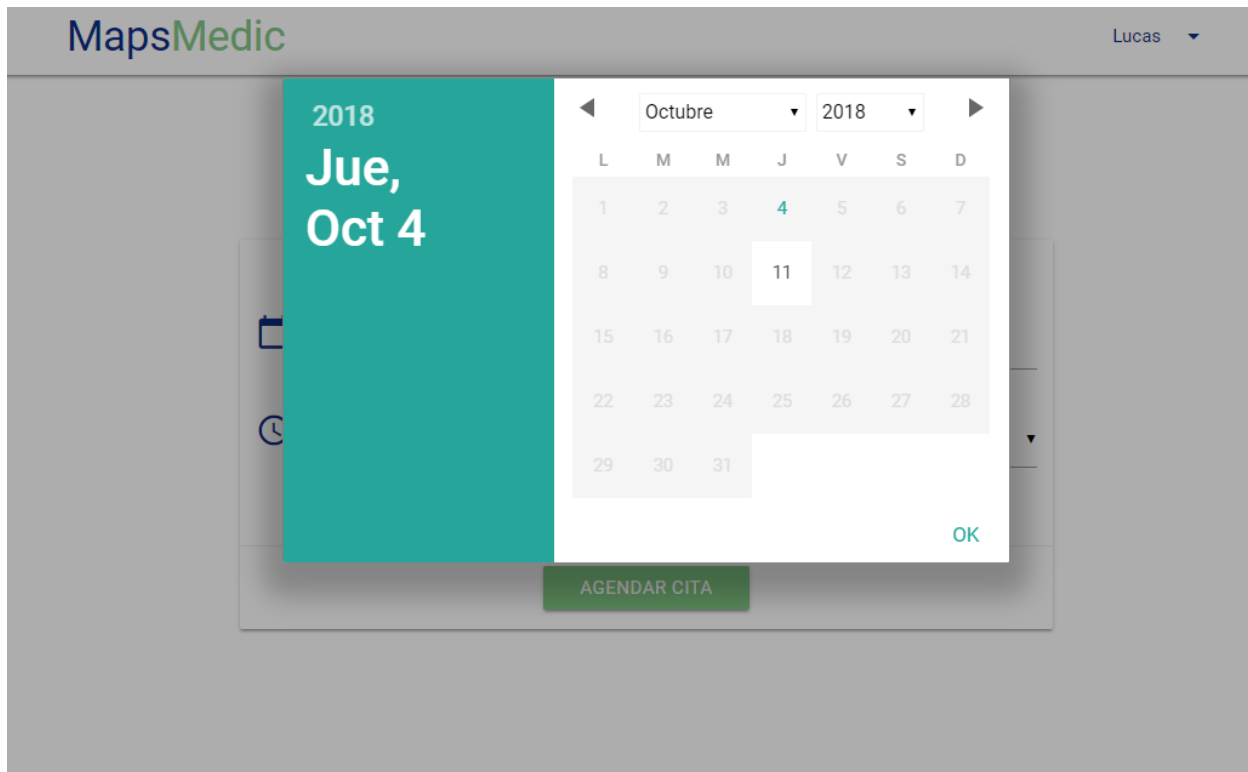 MapsMedic
Lucas
2018
Jue,
Oct 4
Octubre 2018
L M M J V S D
1 2 3 4 5 6 7
8 9 10 11 12 13 14
15 16 17 18 19 20 21
22 23 24 25 26 27 28
29 30 31
OK
AGENDAR CITA